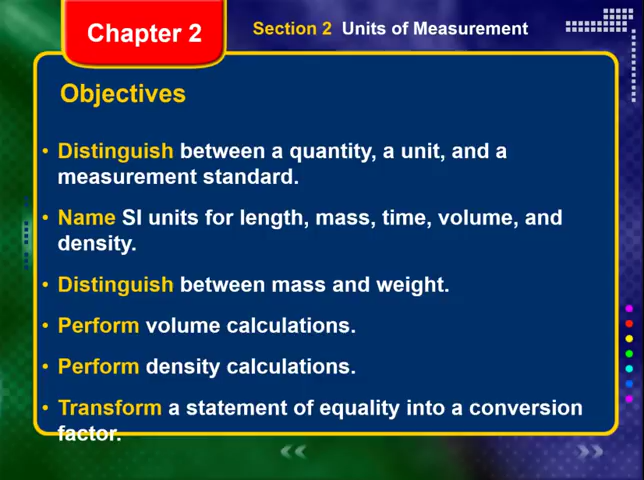 Chapter 2
Section 2 Units of Measurement
Objectives
• Distinguish between a quantity, a unit, and a
measurement standard.
• Name SI units for length, mass, time, volume, and
density.
• Distinguish between mass and weight.
• Perform volume calculations.
• Perform density calculations.
• Transform a statement of equality into a conversion
factor.